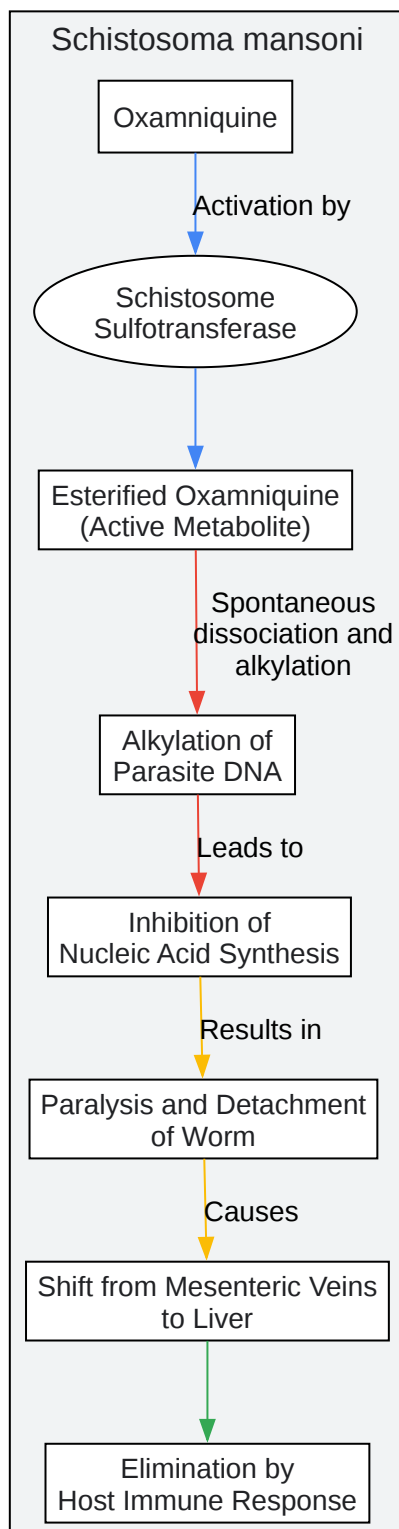 Schistosoma mansoni
Oxamniquine
Activation by
Schistosome
Sulfotransferase
Esterified Oxamniquine
(Active Metabolite)
Spontaneous
dissociation and
alkylation
Alkylation of
Parasite DNA
Leads to
Inhibition of
Nucleic Acid Synthesis
Results in
Paralysis and Detachment
of Worm
Causes
Shift from Mesenteric Veins
to Liver
Elimination by
Host Immune Response